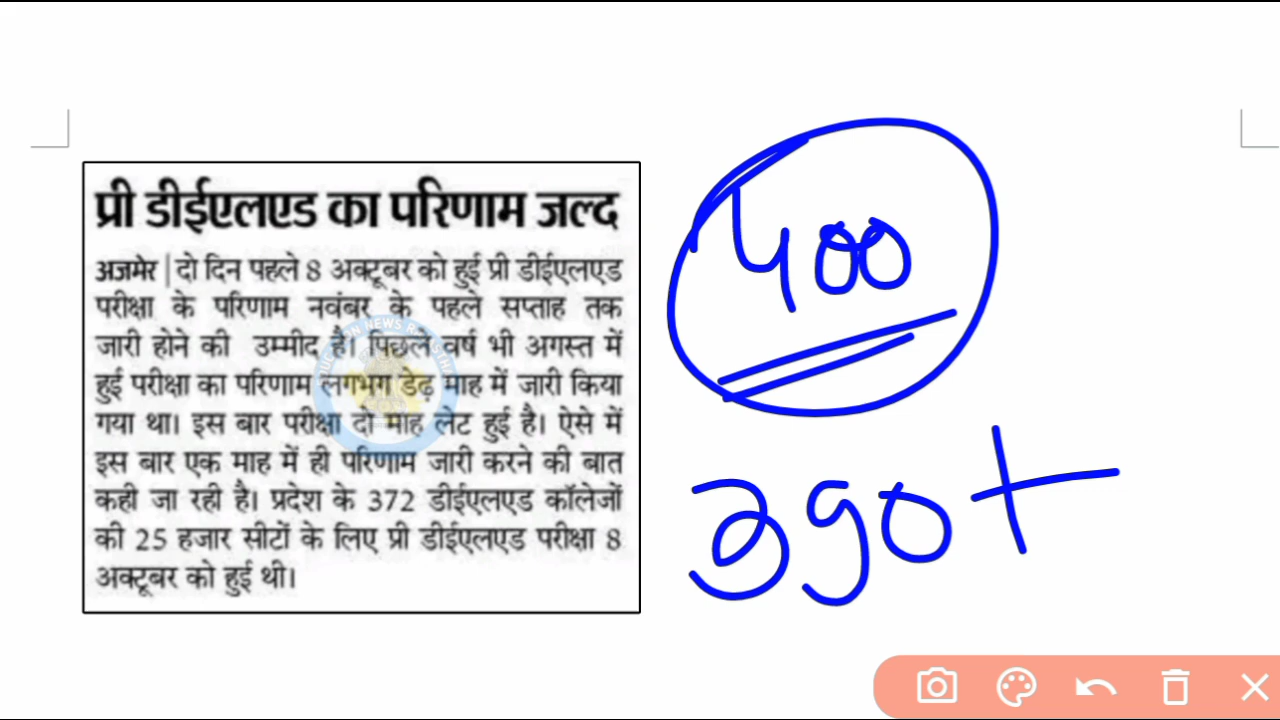 प्री डीईएलएड का परिणाम जल्द
अजमेर | दो दिन पहले 8 अक्टूबर को हुई प्री डीईएलएड
परीक्षा के परिणाम नवंबर के पहले सप्ताह तक
जारी होने की उम्मीद है। पिछले वर्ष भी अगस्त में
हुई परीक्षा का परिणाम लगभग डेढ़ माह में जारी किया
गया था। इस बार परीक्षा दो माह लेट हुई है। ऐसे में
इस बार एक माह में ही परिणाम जारी करने की बात
कही जा रही है। प्रदेश के 372 डीईएलएड कॉलेजों
की 25 हजार सीटों के लिए प्री डीईएलएड परीक्षा 8
अक्टूबर को हुई थी।
400
390+